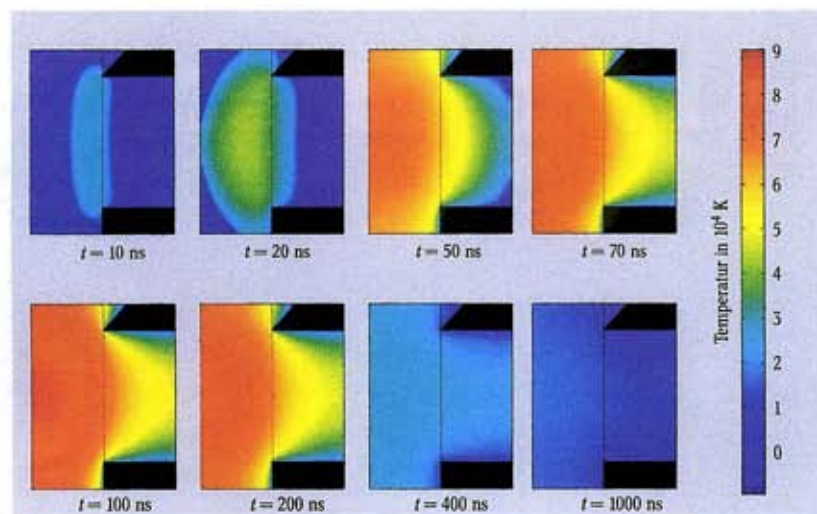 t = 10 ns
t = 20 ns
t = 50 ns
t = 70 ns
t = 100 ns
t = 200 ns
t = 400 ns
t = 1000 ns
Temperatur in 10⁴ K
9
8
7
6
5
4
3
2
1
0